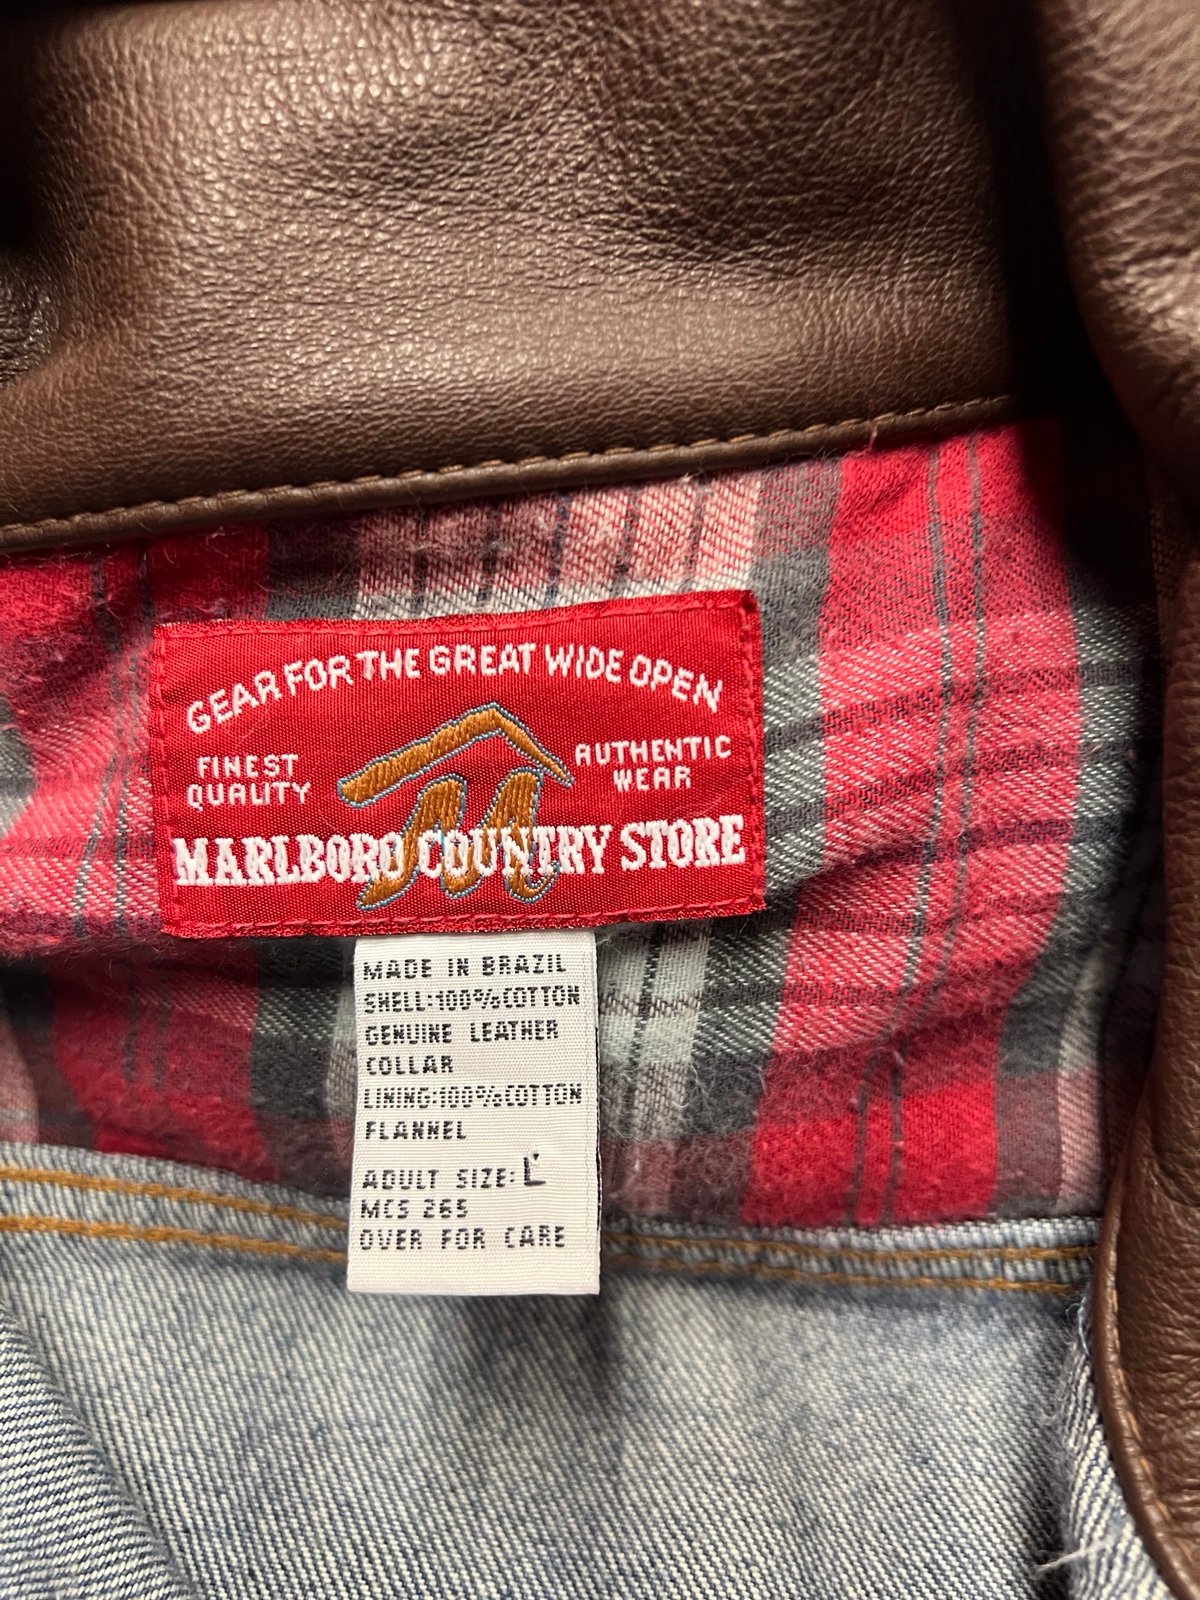 GEAR FOR THE GREAT WIDE OPEN
FINEST
QUALITY
AUTHENTIC
WEAR
M
MARLBORO COUNTRY STORE
MADE IN BRAZIL
SHELL:100%COTTON
GENUINE LEATHER
COLLAR
LINING:100%COTTON
FLANNEL
ADULT SIZE: L
MCS 265
OVER FOR CARE